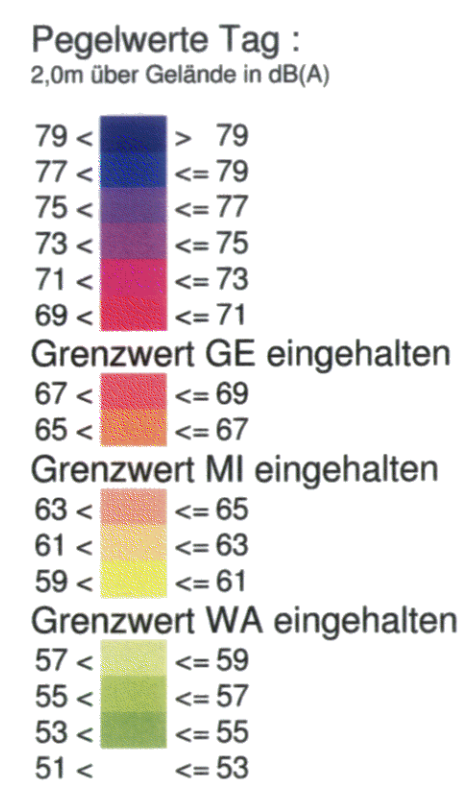 Pegelwerte Tag :
2,0m über Gelände in dB(A)
79 < > 79
77 < <= 79
75 < <= 77
73 < <= 75
71 < <= 73
69 < <= 71
Grenzwert GE eingehalten
67 < <= 69
65 < <= 67
Grenzwert MI eingehalten
63 < <= 65
61 < <= 63
59 < <= 61
Grenzwert WA eingehalten
57 < <= 59
55 < <= 57
53 < <= 55
51 < <= 53